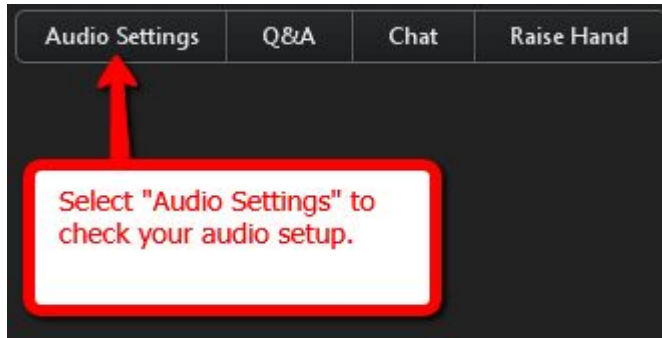 Audio Settings Q&A Chat Raise Hand
Select "Audio Settings" to
check your audio setup.